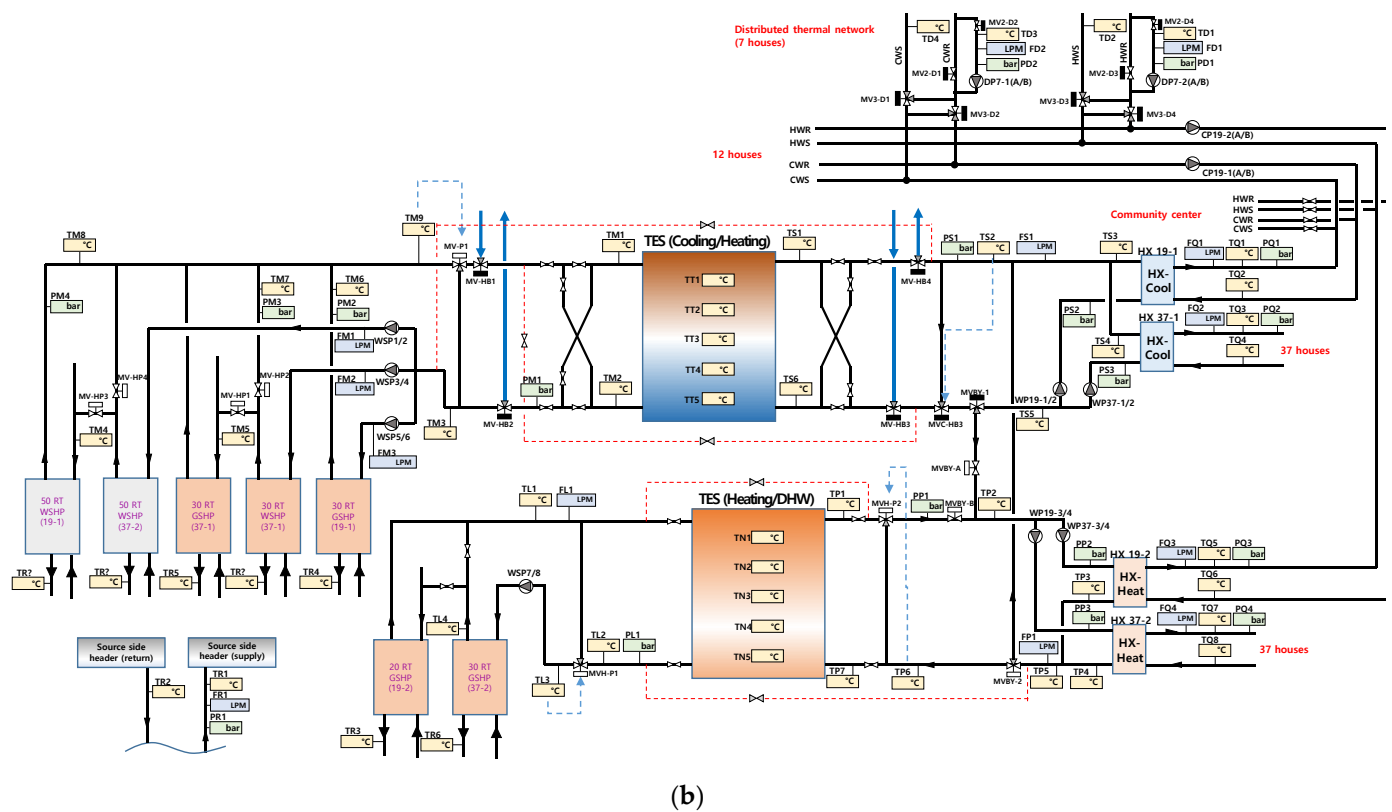 Distributed thermal network
(7 houses)
CWS
°C
TD4
CWR
MV2-D2
°C
TD3
LPM
FD2
bar
PD2
MV2-D1
DP7-1(A/B)
HWS
°C
TD2
HWR
MV2-D4
°C
TD1
LPM
FD1
bar
PD1
MV2-D3
DP7-2(A/B)
MV3-D1
MV3-D2
MV3-D3
MV3-D4
HWR
CP19-2(A/B)
HWS
12 houses
CWR
CP19-1(A/B)
CWS
HWR
HWS
CWR
CWS
Community center
TM8
°C
TM9
°C
MV-P1
MV-HB1
TM1
°C
TES (Cooling/Heating)
TS1
°C
MV-HB4
PS1
bar
TS2
°C
FS1
LPM
TS3
°C
HX 19-1
HX-
Cool
FQ1
LPM
TQ1
°C
PQ1
bar
TQ2
°C
TT1
°C
TT2
°C
TT3
°C
TT4
°C
TT5
°C
PM4
bar
TM7
°C
PM3
bar
TM6
°C
PM2
bar
FM1
LPM
WSP1/2
FM2
LPM
WSP3/4
WSP5/6
FM3
LPM
PS2
bar
HX 37-1
HX-
Cool
FQ2
LPM
TQ3
°C
PQ2
bar
TQ4
°C
37 houses
TS4
°C
PS3
bar
MV-HP4
MV-HP3
MV-HP2
MV-HP1
TM4
°C
TM5
°C
TM3
°C
MV-HB2
PM1
bar
TM2
°C
TS6
°C
MV-HB3
MVC-HB3
MVBY-1
TS5
°C
WP19-1/2
WP37-1/2
MVBY-A
50 RT
WSHP
(19-1)
50 RT
WSHP
(37-2)
30 RT
GSHP
(37-1)
30 RT
WSHP
(37-1)
30 RT
GSHP
(19-1)
TR?
°C
TR?
°C
TR5
°C
TR?
°C
TR4
°C
TL1
°C
FL1
LPM
TES (Heating/DHW)
TP1
°C
MVH-P2
PP1
bar
MVBY-B
TP2
°C
WP19-3/4
WP37-3/4
TN1
°C
TN2
°C
TN3
°C
TN4
°C
TN5
°C
PP2
bar
HX 19-2
HX-
Heat
FQ3
LPM
TQ5
°C
PQ3
bar
TQ6
°C
TP3
°C
PP3
bar
HX 37-2
HX-
Heat
FQ4
LPM
TQ7
°C
PQ4
bar
TQ8
°C
37 houses
WSP7/8
TL4
°C
TL2
°C
PL1
bar
TL3
°C
MVH-P1
TP7
°C
TP6
°C
MVBY-2
FP1
LPM
TP5
°C
TP4
°C
20 RT
GSHP
(19-2)
30 RT
GSHP
(37-2)
TR3
°C
TR6
°C
Source side
header (return)
Source side
header (supply)
TR2
°C
TR1
°C
FR1
LPM
PR1
bar
(b)